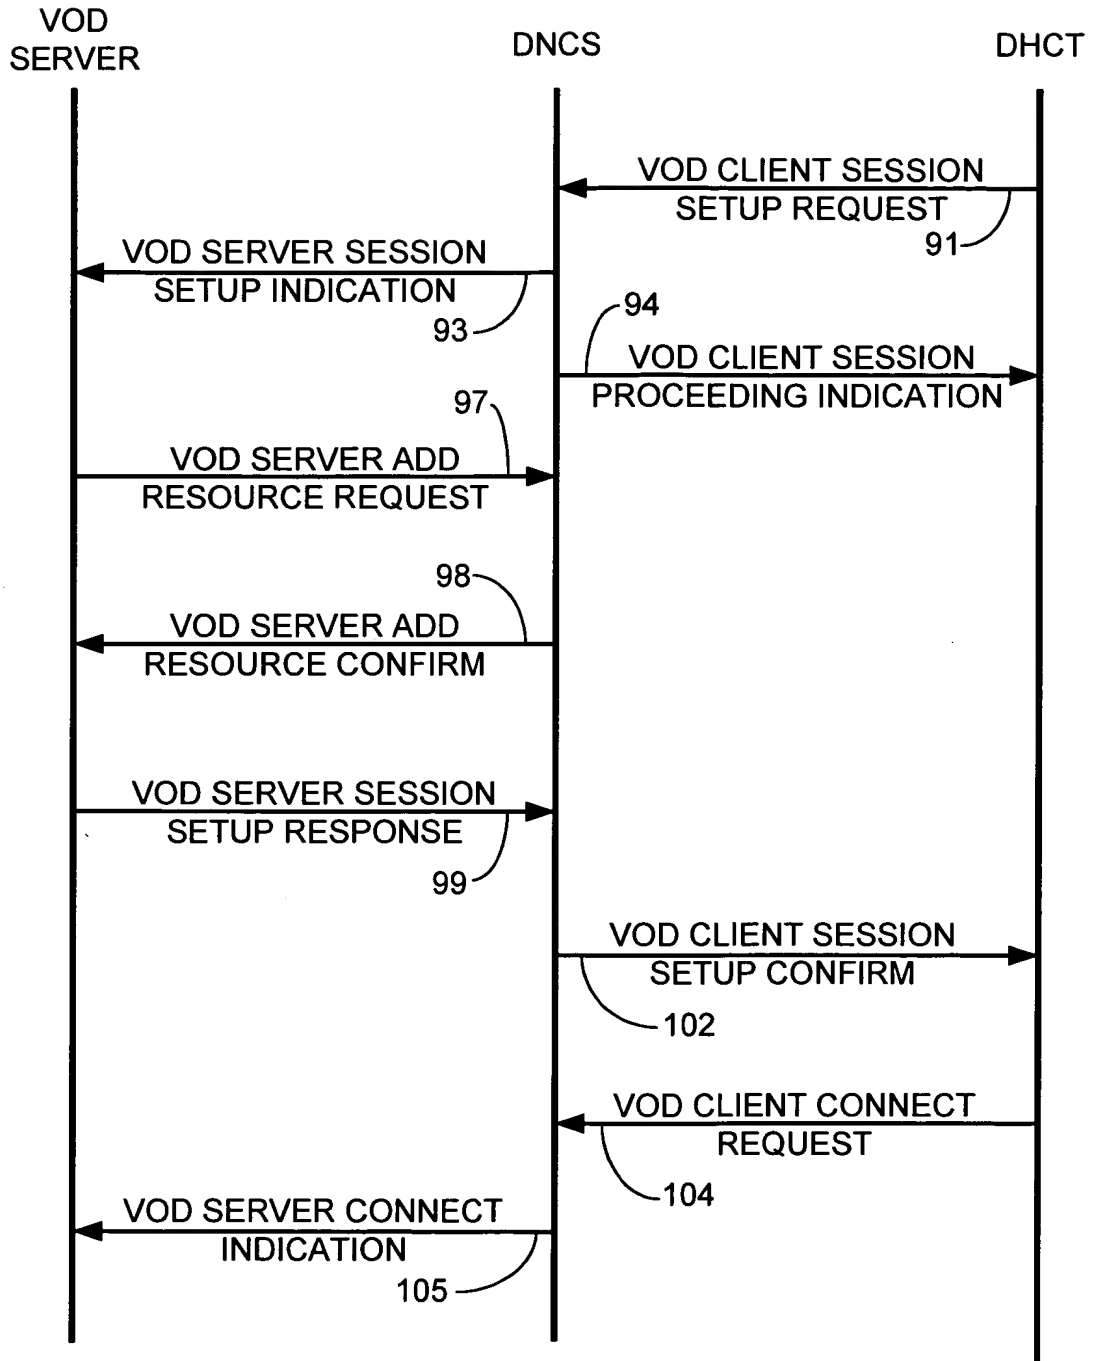 VOD
SERVER
DNCS
DHCT
VOD CLIENT SESSION
SETUP REQUEST
91
VOD SERVER SESSION
SETUP INDICATION
93
94
VOD CLIENT SESSION
PROCEEDING INDICATION
97
VOD SERVER ADD
RESOURCE REQUEST
98
VOD SERVER ADD
RESOURCE CONFIRM
VOD SERVER SESSION
SETUP RESPONSE
99
VOD CLIENT SESSION
SETUP CONFIRM
102
VOD CLIENT CONNECT
REQUEST
104
VOD SERVER CONNECT
INDICATION
105